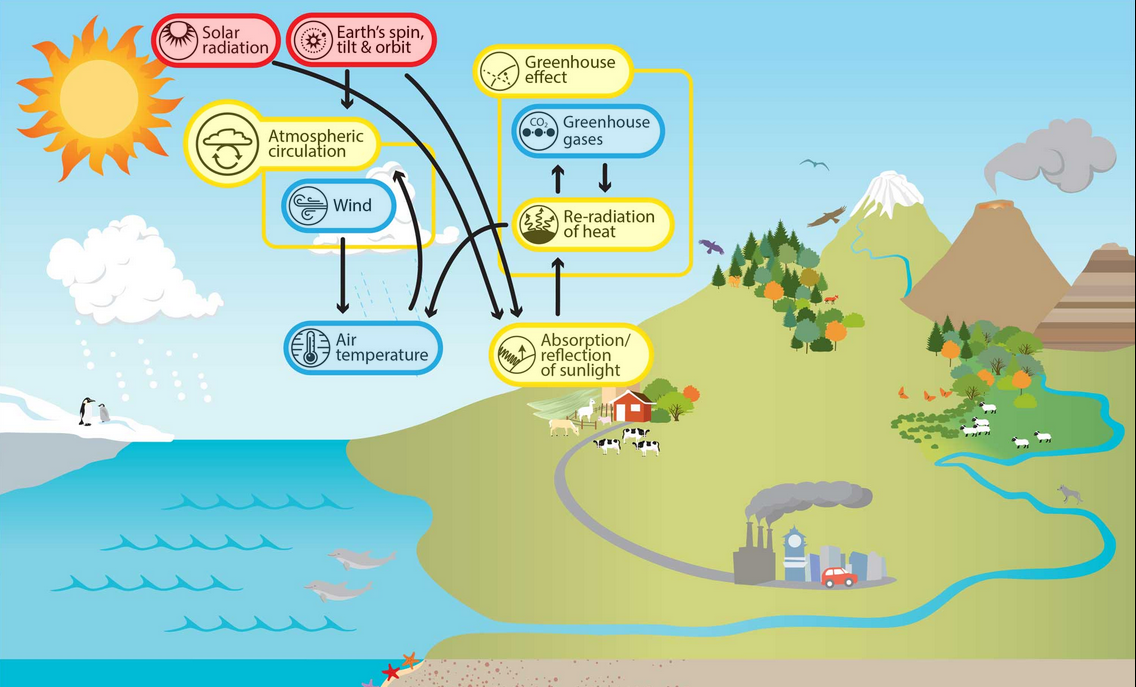 Solar
radiation
Earth's spin,
tilt & orbit
Greenhouse
effect
Atmospheric
circulation
CO₂
Greenhouse
gases
Wind
Re-radiation
of heat
Air
temperature
Absorption/
reflection
of sunlight